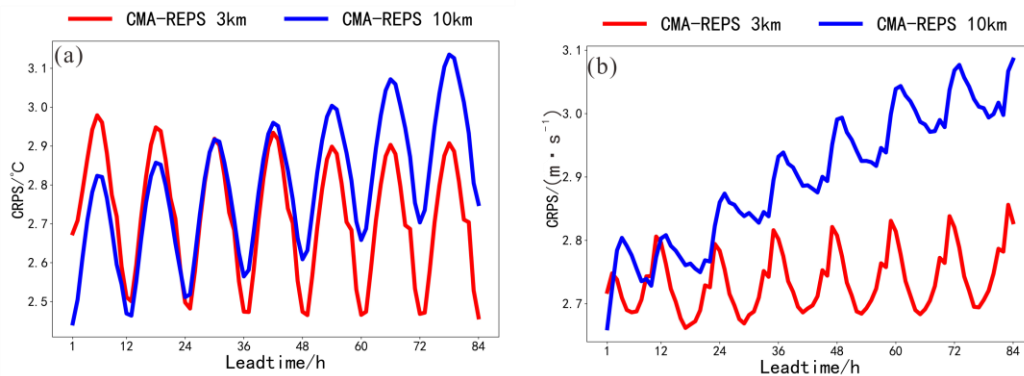 CMA-REPS 3km CMA-REPS 10km
(a)
CRPS/℃
3.1
3.0
2.9
2.8
2.7
2.6
2.5
1 12 24 36 48 60 72 84
Leadtime/h
CMA-REPS 3km CMA-REPS 10km
(b)
CRPS/(m·s⁻¹)
3.1
3.0
2.9
2.8
2.7
1 12 24 36 48 60 72 84
Leadtime/h